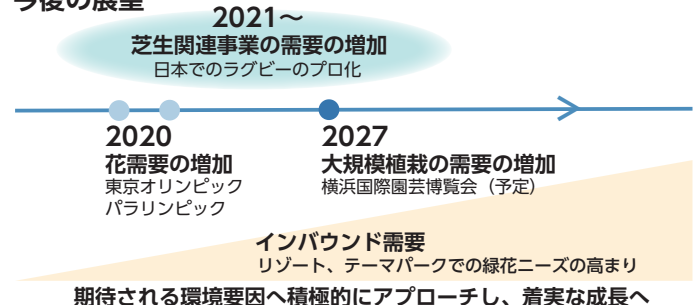 今後の展望
2021～
芝生関連事業の需要の増加
日本でのラグビーのプロ化
2020
花需要の増加
東京オリンピック
パラリンピック
2027
大規模植栽の需要の増加
横浜国際園芸博覧会（予定）
インバウンド需要
リゾート、テーマパークでの緑花ニーズの高まり
期待される環境要因へ積極的にアプローチし、着実な成長へ